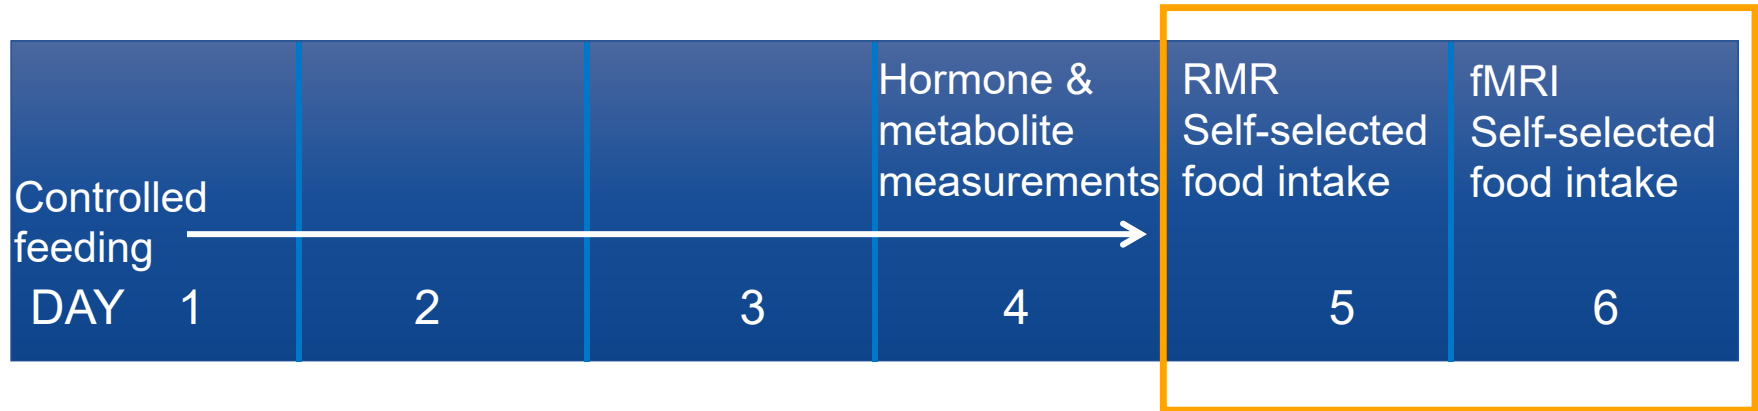 Controlled
feeding
Hormone &
metabolite
measurements
RMR
Self-selected
food intake
fMRI
Self-selected
food intake
DAY 1 2 3 4 5 6